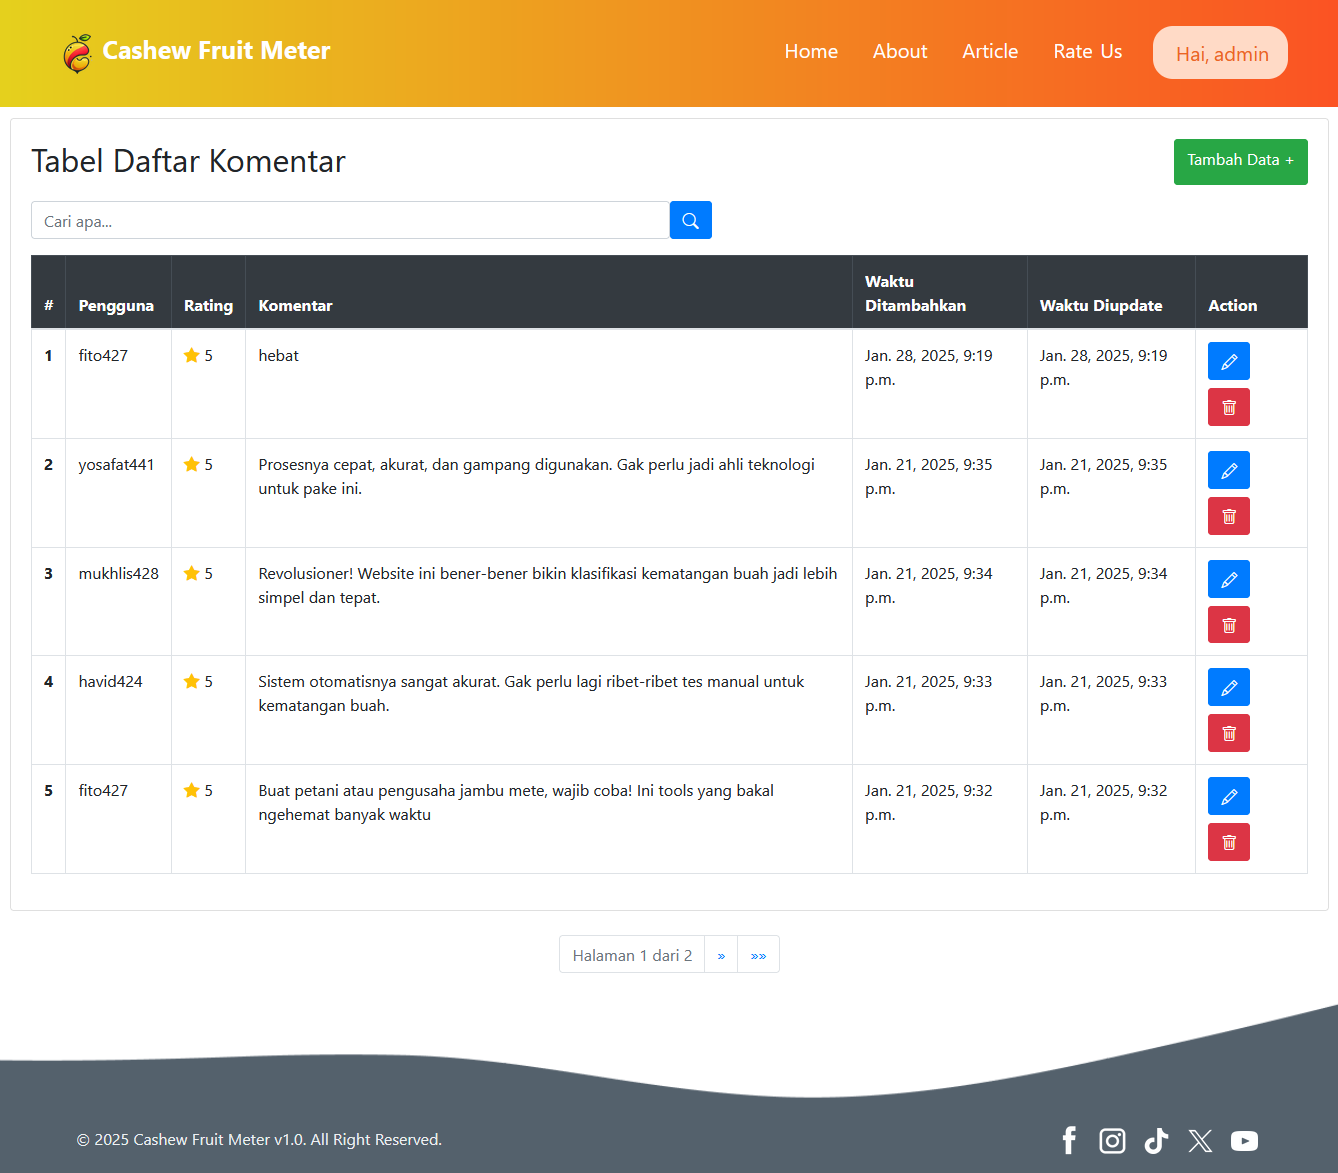 Cashew Fruit Meter
Home About Article Rate Us Hai, admin
Tabel Daftar Komentar
Tambah Data +
Cari apa...
# Pengguna Rating Komentar Waktu Ditambahkan Waktu Diupdate Action
1 fito427 5 hebat Jan. 28, 2025, 9:19 p.m. Jan. 28, 2025, 9:19 p.m.
2 yosafat441 5 Prosesnya cepat, akurat, dan gampang digunakan. Gak perlu jadi ahli teknologi untuk pake ini. Jan. 21, 2025, 9:35 p.m. Jan. 21, 2025, 9:35 p.m.
3 mukhlis428 5 Revolusioner! Website ini bener-bener bikin klasifikasi kematangan buah jadi lebih simpel dan tepat. Jan. 21, 2025, 9:34 p.m. Jan. 21, 2025, 9:34 p.m.
4 havid424 5 Sistem otomatisnya sangat akurat. Gak perlu lagi ribet-ribet tes manual untuk kematangan buah. Jan. 21, 2025, 9:33 p.m. Jan. 21, 2025, 9:33 p.m.
5 fito427 5 Buat petani atau pengusaha jambu mete, wajib coba! Ini tools yang bakal ngehemat banyak waktu Jan. 21, 2025, 9:32 p.m. Jan. 21, 2025, 9:32 p.m.
Halaman 1 dari 2 » »»
© 2025 Cashew Fruit Meter v1.0. All Right Reserved.